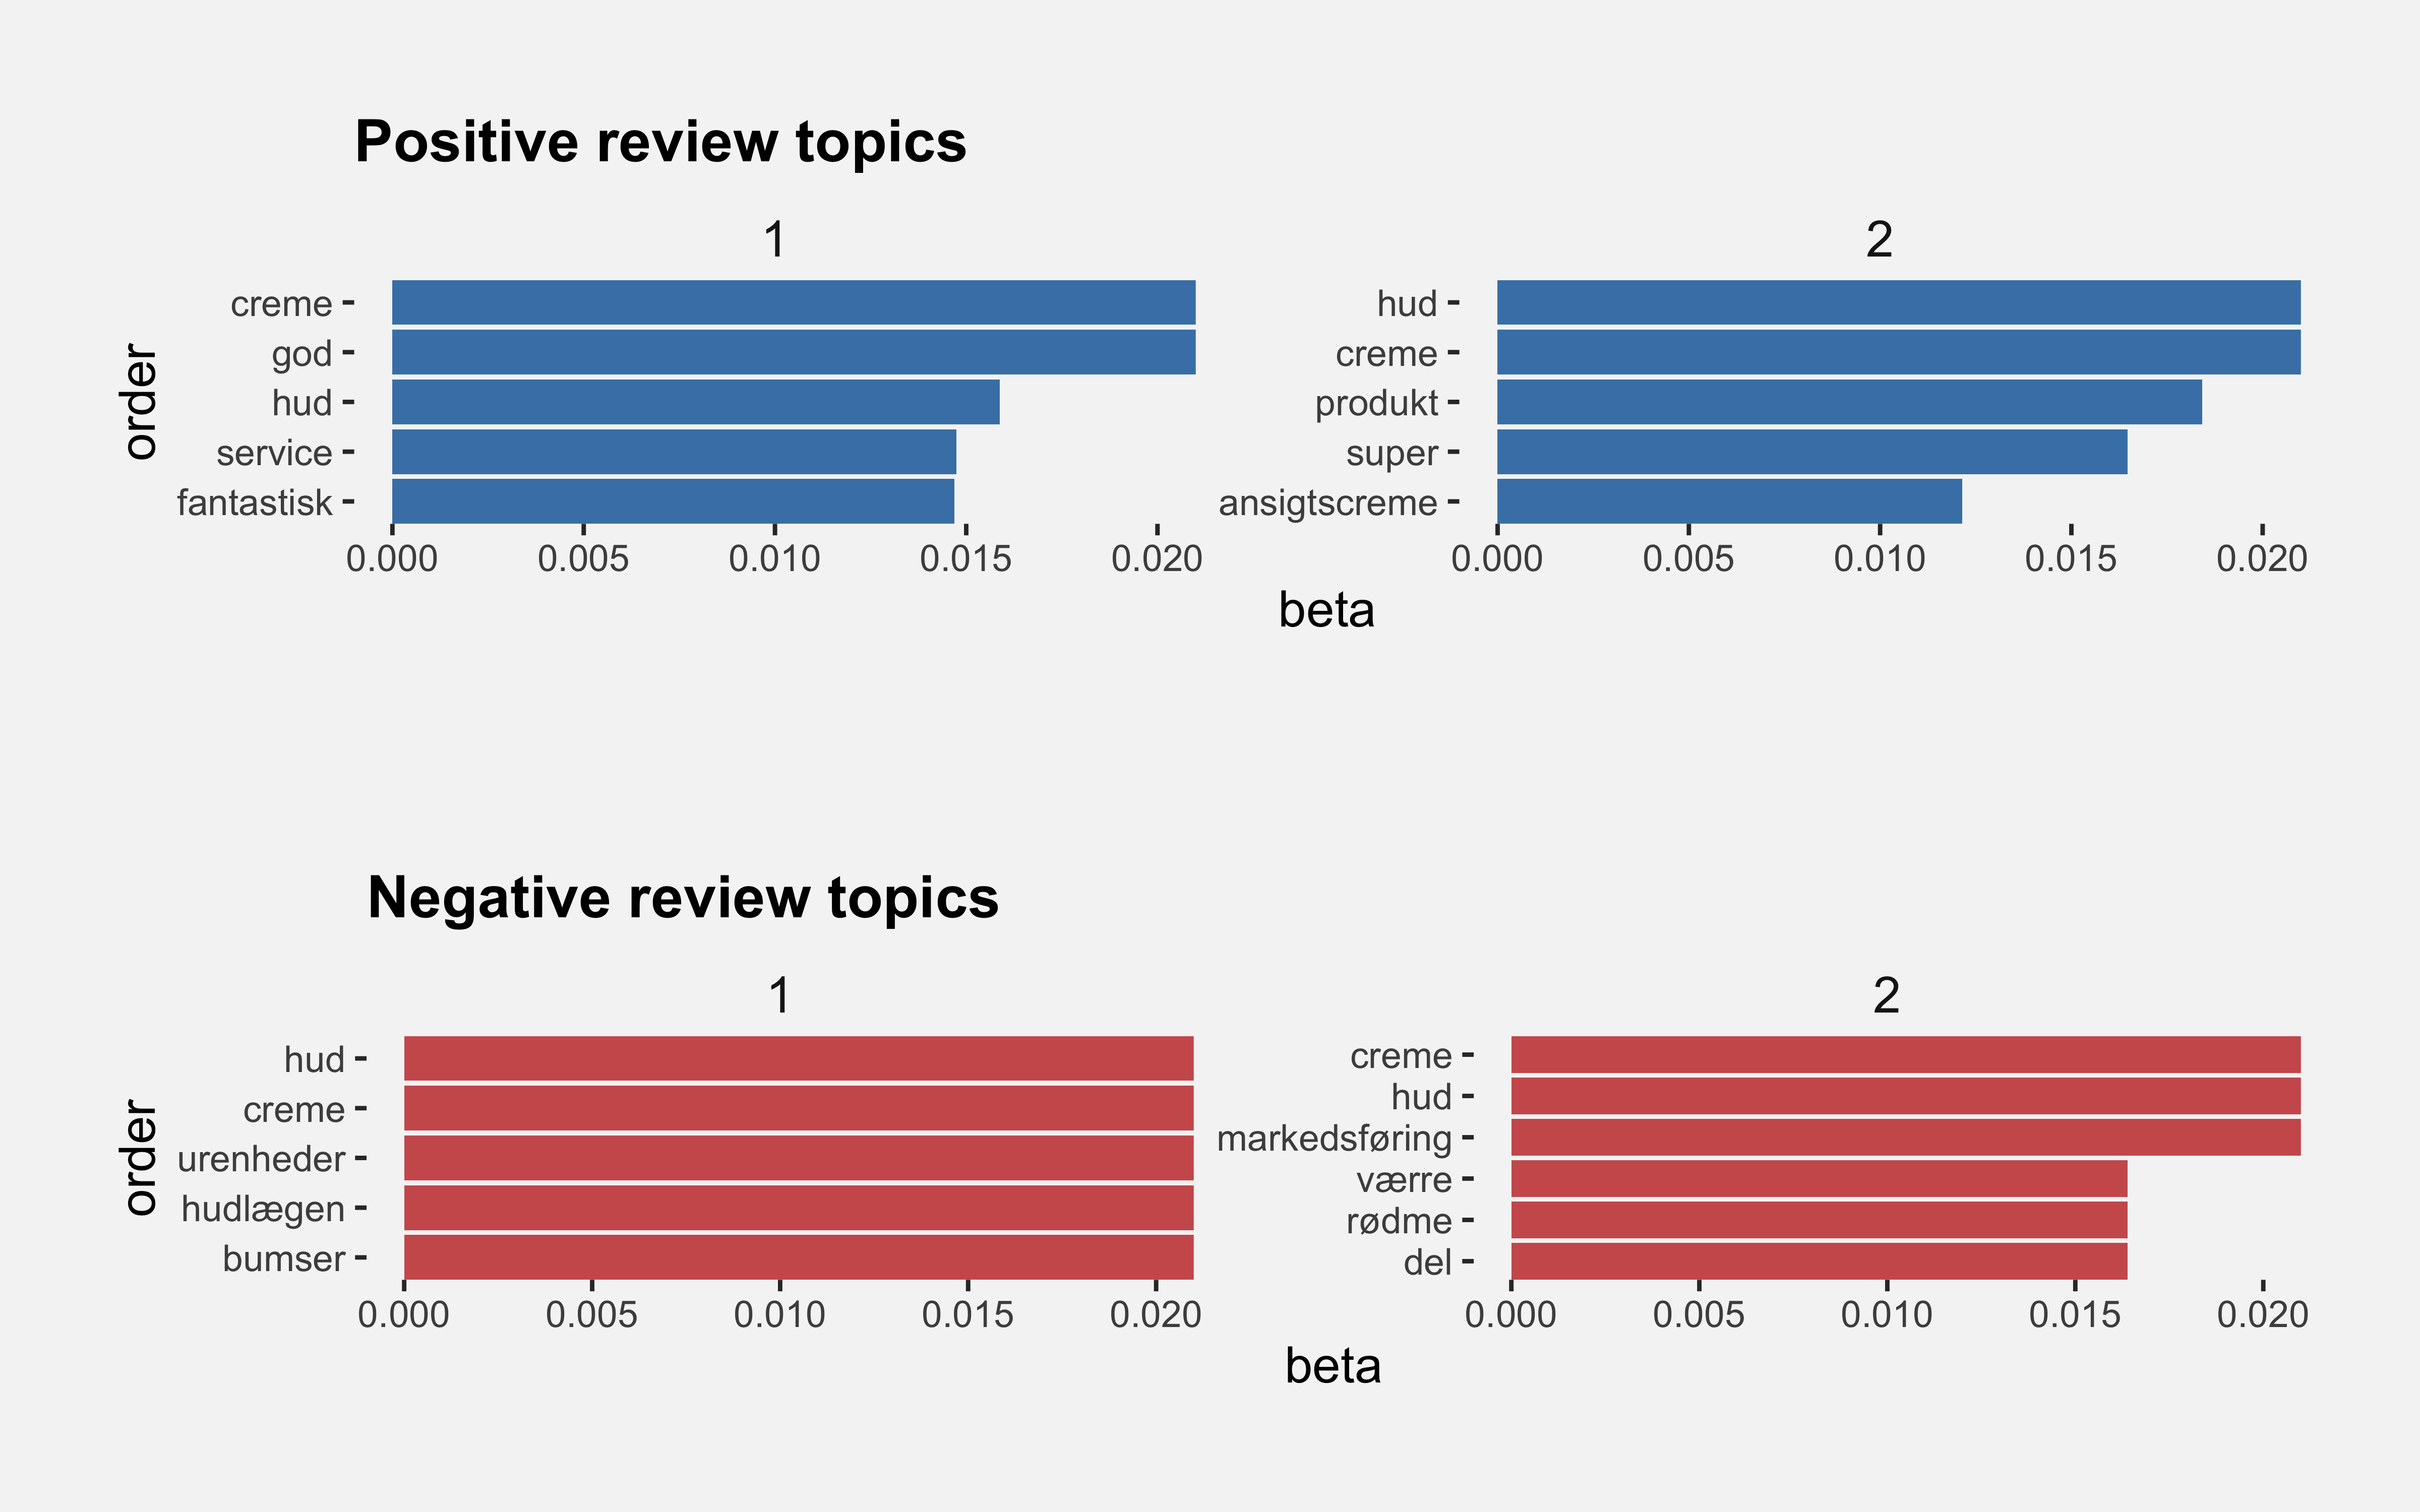 Positive review topics
1
creme
god
hud
service
fantastisk
order
0.000 0.005 0.010 0.015 0.020
2
hud
creme
produkt
super
ansigtscreme
0.000 0.005 0.010 0.015 0.020
beta
Negative review topics
1
hud
creme
urenheder
hudlægen
bumser
order
0.000 0.005 0.010 0.015 0.020
2
creme
hud
markedsføring
værre
rødme
del
0.000 0.005 0.010 0.015 0.020
beta